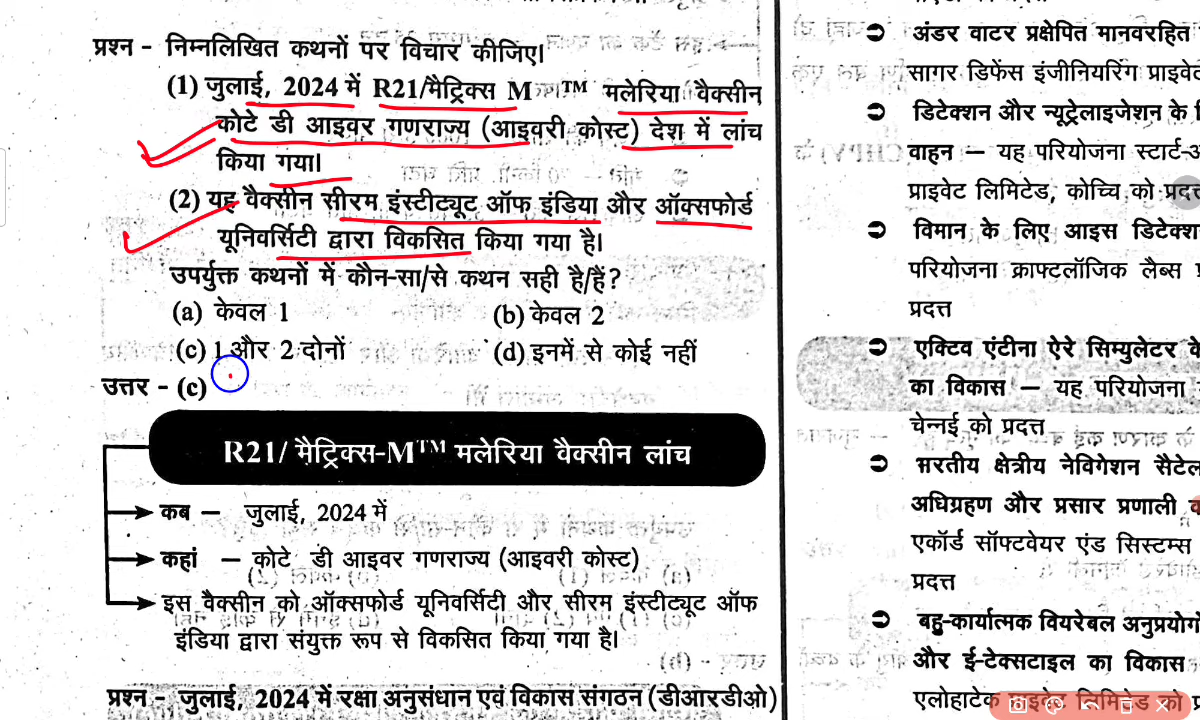 प्रश्न - निम्नलिखित कथनों पर विचार कीजिए।
(1) जुलाई, 2024 में R21/मैट्रिक्स M ™ मलेरिया वैक्सीन
कोटे डी आइवर गणराज्य (आइवरी कोस्ट) देश में लांच
किया गया।
(2) यह वैक्सीन सीरम इंस्टीट्यूट ऑफ इंडिया और ऑक्सफोर्ड
यूनिवर्सिटी द्वारा विकसित किया गया है।
उपर्युक्त कथनों में कौन-सा/से कथन सही है/हैं?
(a) केवल 1 (b) केवल 2
(c) 1 और 2 दोनों (d) इनमें से कोई नहीं
उत्तर - (c)
R21/ मैट्रिक्स-M™ मलेरिया वैक्सीन लांच
कब – जुलाई, 2024 में
कहां – कोटे डी आइवर गणराज्य (आइवरी कोस्ट)
इस वैक्सीन को ऑक्सफोर्ड यूनिवर्सिटी और सीरम इंस्टीट्यूट ऑफ
इंडिया द्वारा संयुक्त रूप से विकसित किया गया है।
प्रश्न - जुलाई, 2024 में रक्षा अनुसंधान एवं विकास संगठन (डीआरडीओ)
अंडर वाटर प्रक्षेपित मानवरहित
सागर डिफेंस इंजीनियरिंग प्राइवेट
डिटेक्शन और न्यूट्रेलाइजेशन के
वाहन – यह परियोजना स्टार्ट-अ
प्राइवेट लिमिटेड, कोच्चि को प्रदत्त
विमान के लिए आइस डिटेक्श
परियोजना क्राफ्टलॉजिक लैब्स
प्रदत्त
एक्टिव एंटीना ऐरे सिम्युलेटर के
का विकास – यह परियोजना
चेन्नई को प्रदत्त
भारतीय क्षेत्रीय नेविगेशन सैटेल
अधिग्रहण और प्रसार प्रणाली
एकॉर्ड सॉफ्टवेयर एंड सिस्टम्स
प्रदत्त
बहु-कार्यात्मक वियरेबल अनुप्रयोगों
और ई-टेक्सटाइल का विकास
एलोहाटेक प्राइवेट लिमिटेड को